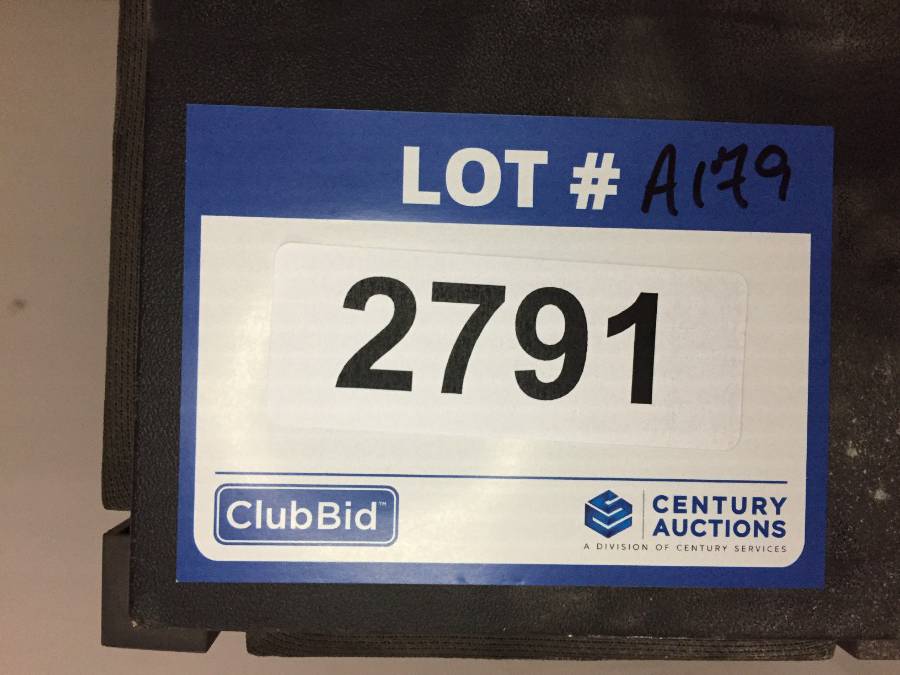 LOT # A179
2791
ClubBid™
CENTURY
AUCTIONS
A DIVISION OF CENTURY SERVICES